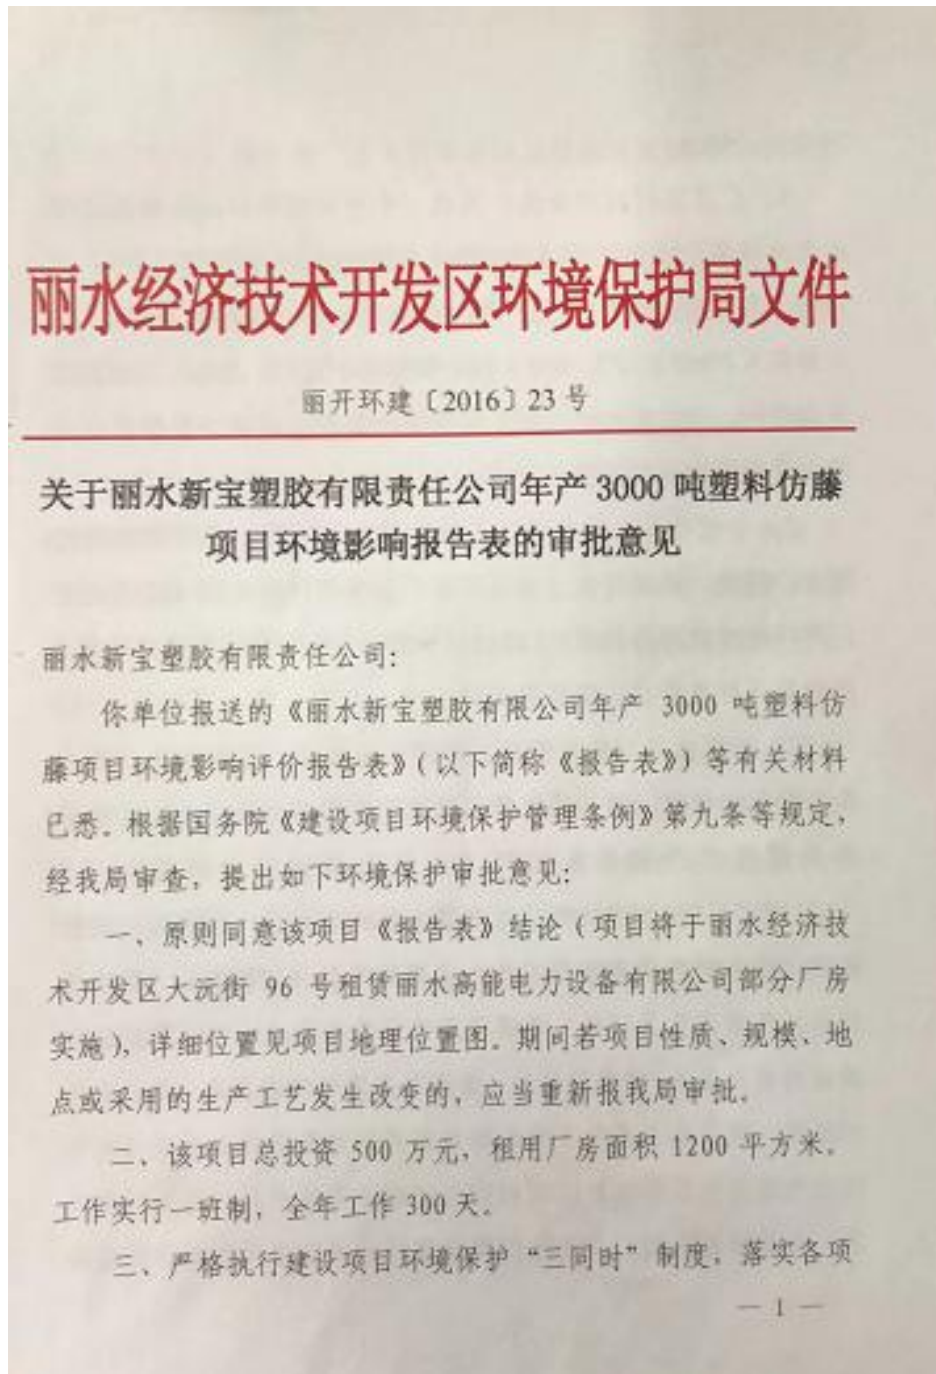 丽水经济技术开发区环境保护局文件
丽开环建〔2016〕23号
关于丽水新宝塑胶有限责任公司年产3000吨塑料仿藤
项目环境影响报告表的审批意见
丽水新宝塑胶有限责任公司:
你单位报送的《丽水新宝塑胶有限公司年产 3000 吨塑料仿
藤项目环境影响评价报告表》(以下简称《报告表》)等有关材料
已悉。根据国务院《建设项目环境保护管理条例》第九条等规定,
经我局审查,提出如下环境保护审批意见:
一、原则同意该项目《报告表》结论(项目将于丽水经济技
术开发区大沅街 96 号租赁丽水高能电力设备有限公司部分厂房
实施),详细位置见项目地理位置图。期间若项目性质、规模、地
点或采用的生产工艺发生改变的,应当重新报我局审批。
二、该项目总投资 500 万元,租用厂房面积 1200 平方米。
工作实行一班制,全年工作 300 天。
三、严格执行建设项目环境保护“三同时”制度,落实各项
— 1 —